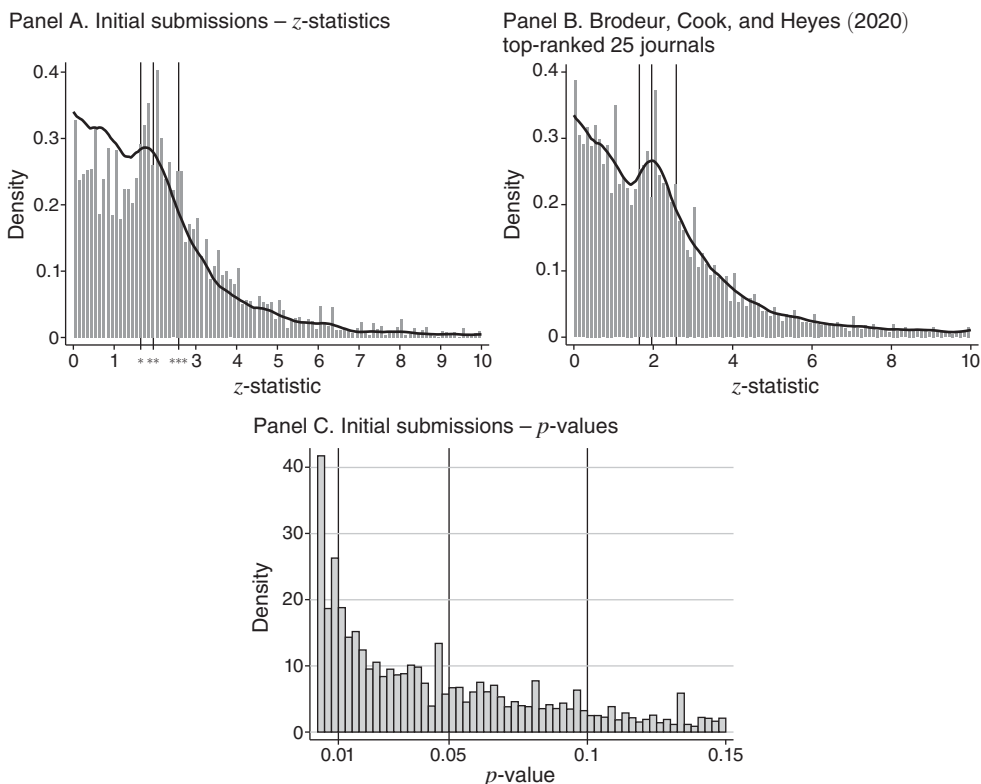 Panel A. Initial submissions – z-statistics
Panel B. Brodeur, Cook, and Heyes (2020)
top-ranked 25 journals
0.4
0.3
0.2
0.1
0
Density
0 1 3 4 5 6 7 8 9 10
* ** ***
z-statistic
0.4
0.3
0.2
0.1
0
Density
0 2 4 6 8 10
z-statistic
Panel C. Initial submissions – p-values
40
30
20
10
0
Density
0.01 0.05 0.1 0.15
p-value